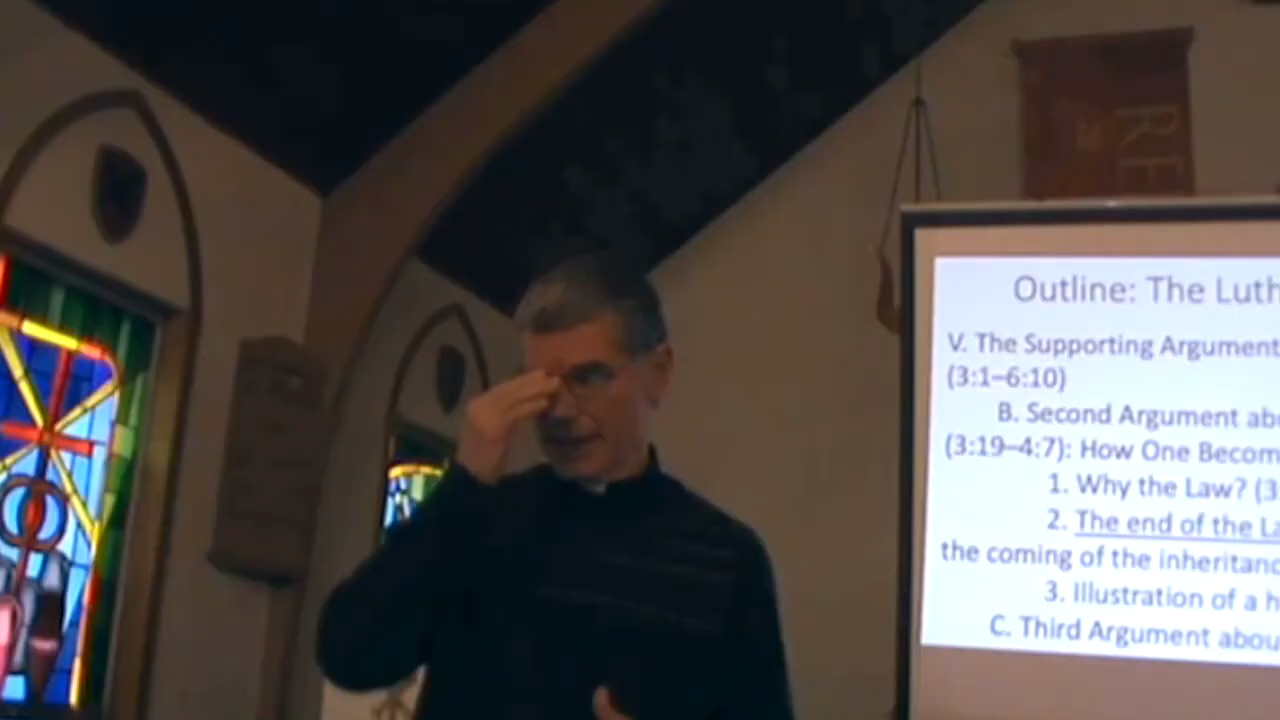 RE
Outline: The Luth
V. The Supporting Argument
(3:1–6:10)
B. Second Argument abo
(3:19–4:7): How One Becom
1. Why the Law? (3
2. The end of the La
the coming of the inheritanc
3. Illustration of a h
C. Third Argument abou